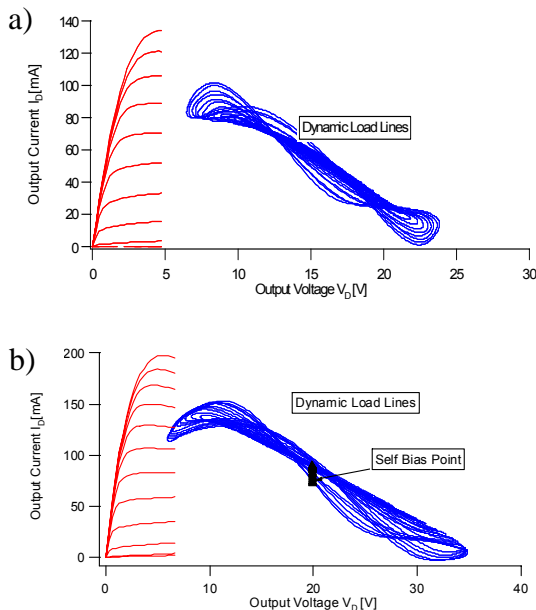 a)
140
120
100
80
60
40
20
0
Output Current I_D[mA]
Dynamic Load Lines
0 5 10 15 20 25 30
Output Voltage V_D[V]
b)
200
150
100
50
0
Output Current I_D[mA]
Dynamic Load Lines
Self Bias Point
0 10 20 30 40
Output Voltage V_D[V]